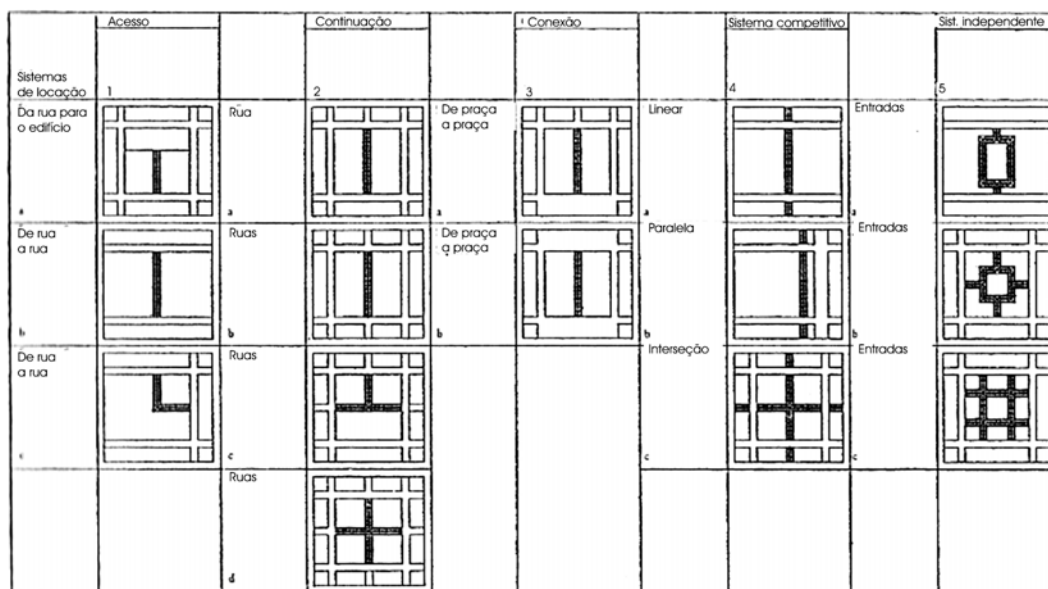 Acesso
Continuação
Conexão
Sistema competitivo
Sist. independente
Sistemas
de locação
1
2
3
4
5
Da rua para
o edifício
Rua
De praça
a praça
Linear
Entradas
a
a
a
a
De rua
a rua
Ruas
De praça
a praça
Paralela
Entradas
b
b
b
b
b
De rua
a rua
Ruas
Interseção
Entradas
c
c
c
c
Ruas
d